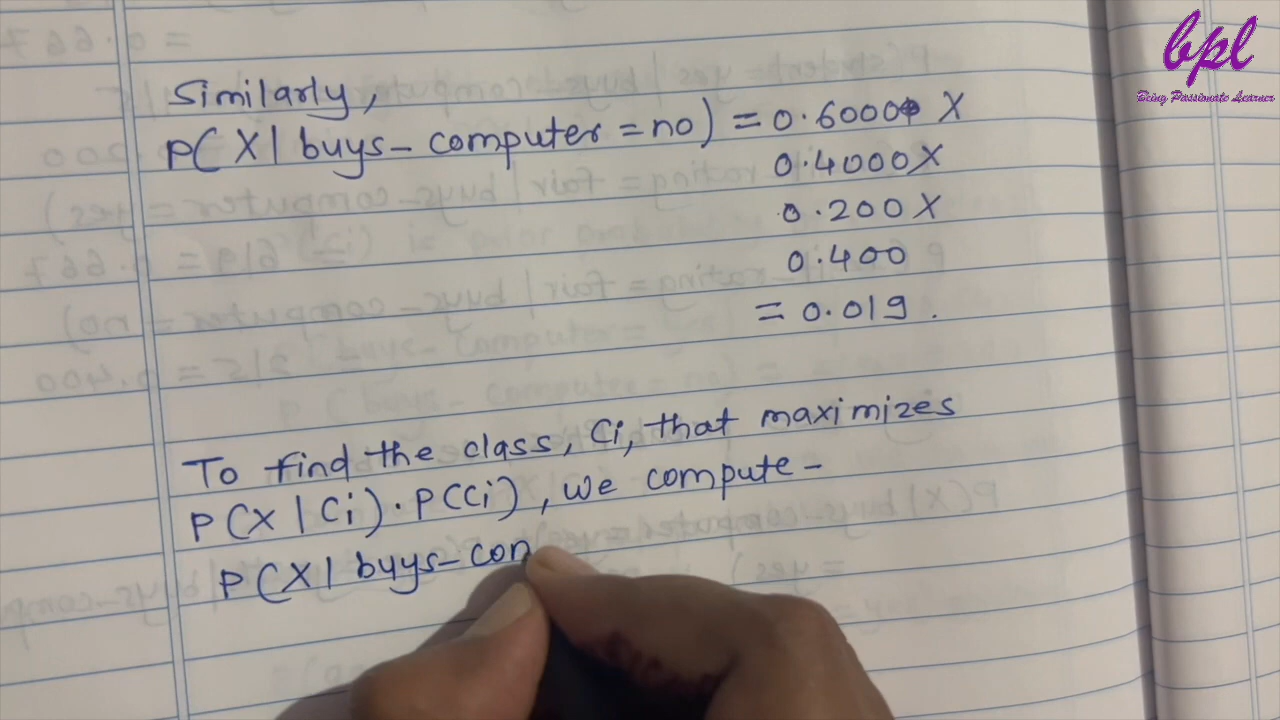 bpl
Being Passionate Learner
Similarly,
P(X | buys- computer = no) = 0.6000 X
0.4000 X
0.200 X
0.400
= 0.019.
To find the class, Ci, that maximizes
P(X | Ci) . P(Ci), we compute -
P(X | buys- con